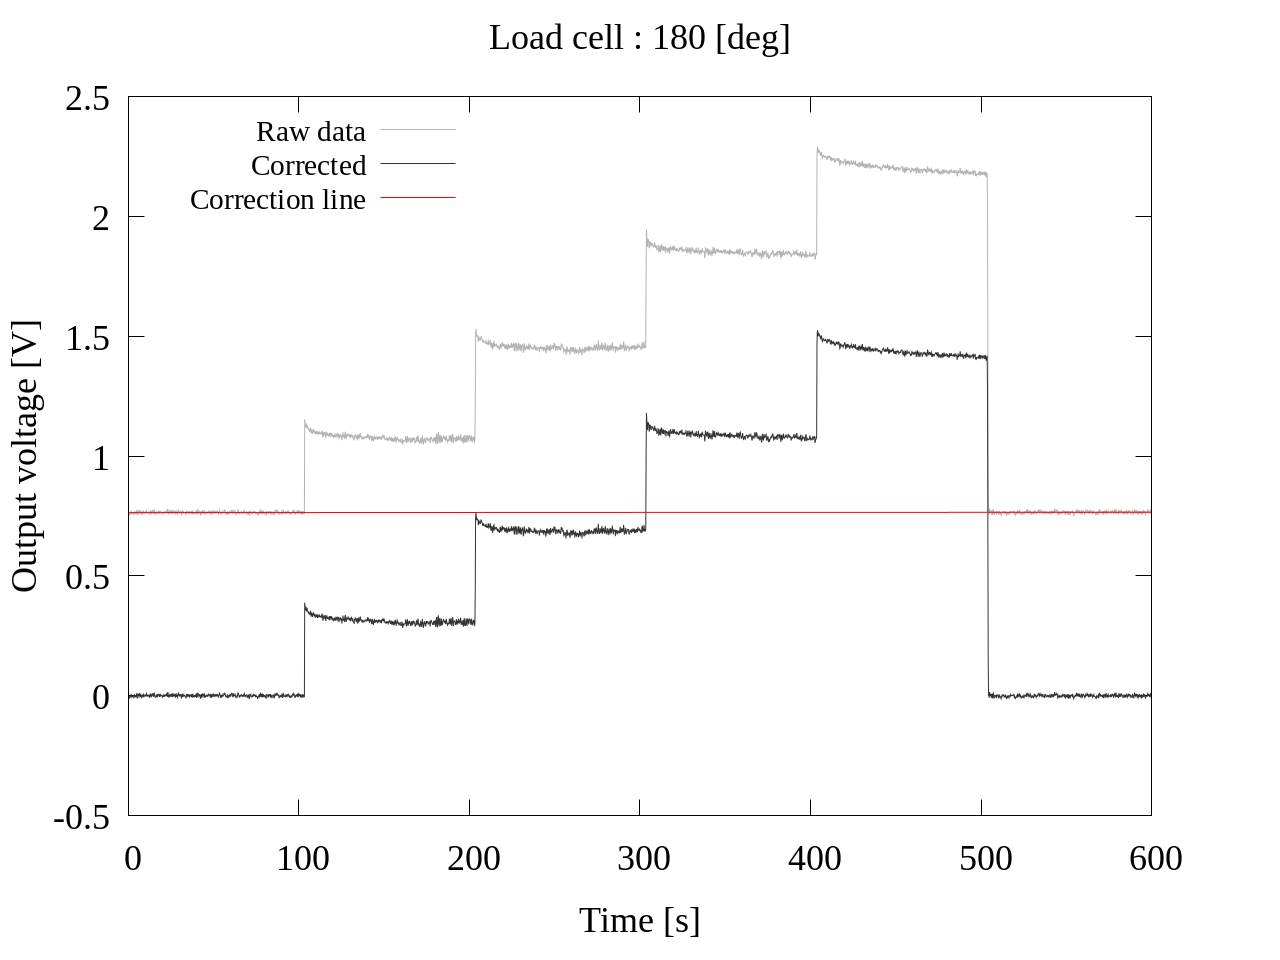 Load cell : 180 [deg]
2.5
2
1.5
1
0.5
0
-0.5
Raw data
Corrected
Correction line
Output voltage [V]
0 100 200 300 400 500 600
Time [s]